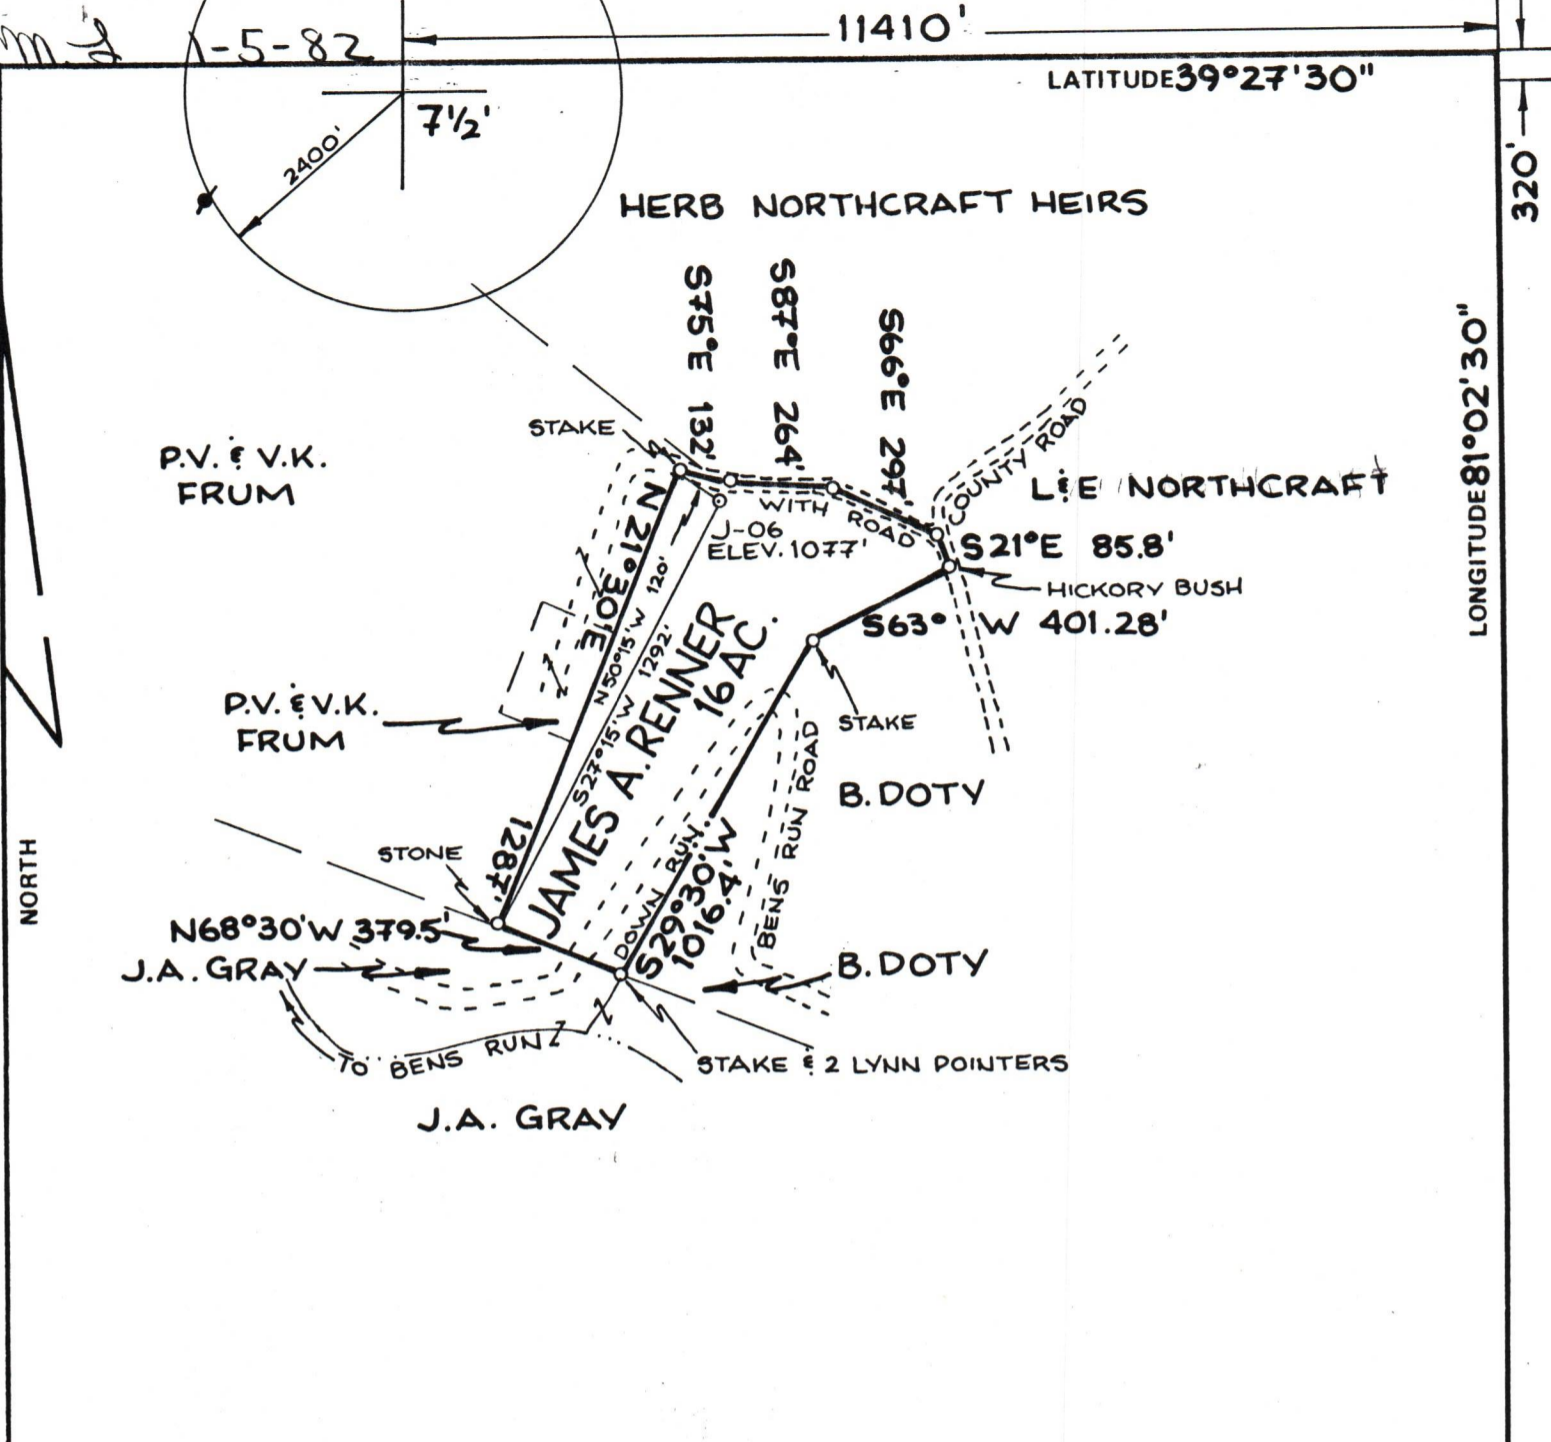 11410'
1-5-82
LATITUDE 39°27'30"
7½'
2400'
320'
HERB NORTHCRAFT HEIRS
S75°E 132'
S87°E 264'
S66°E 297'
LONGITUDE 81°02'30"
STAKE
P.V. & V.K.
FRUM
COUNTY ROAD
L&E NORTHCRAFT
WITH ROAD
J-06
ELEV. 1077'
S21°E 85.8'
HICKORY BUSH
S63° W 401.28'
N 21°30'E
1287'
N50°15'W 120'
S27°15'W 1292'
JAMES A. RENNER
16 AC.
P.V. & V.K.
FRUM
STAKE
B. DOTY
BENS RUN ROAD
DOWN RUN
S29°30'W
1016.4'
STONE
NORTH
N68°30'W 379.5'
J.A. GRAY
B. DOTY
TO BENS RUN
STAKE & 2 LYNN POINTERS
J.A. GRAY